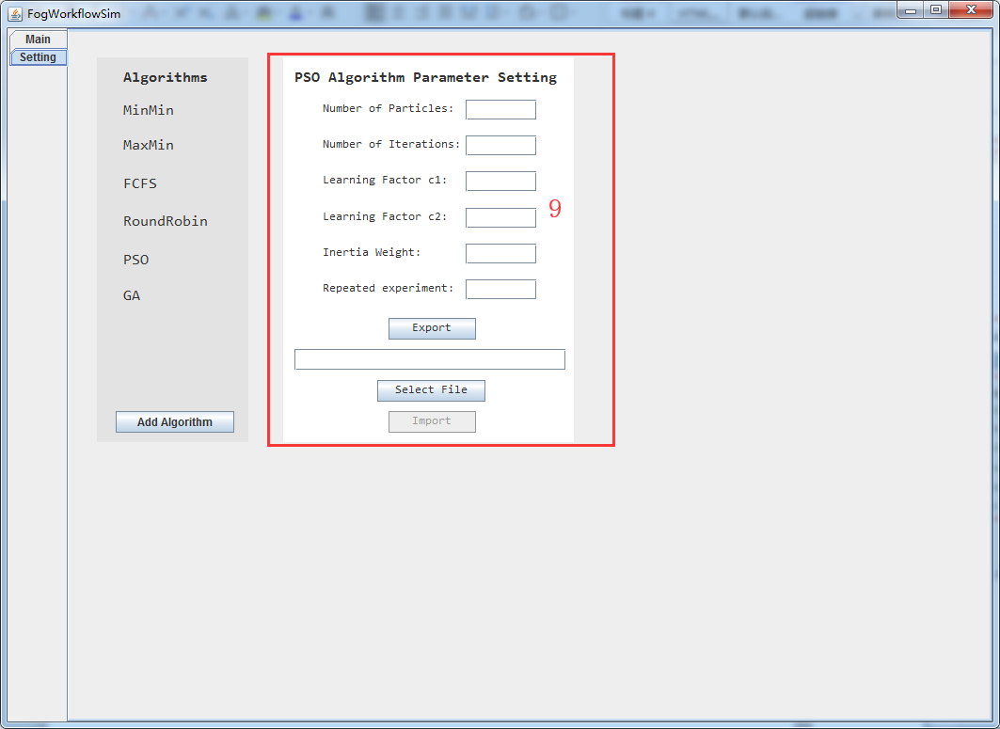 FogWorkflowSim
Main
Setting
Algorithms
MinMin
MaxMin
FCFS
RoundRobin
PSO
GA
Add Algorithm
PSO Algorithm Parameter Setting
Number of Particles:
Number of Iterations:
Learning Factor c1:
Learning Factor c2:
9
Inertia Weight:
Repeated experiment:
Export
Select File
Import